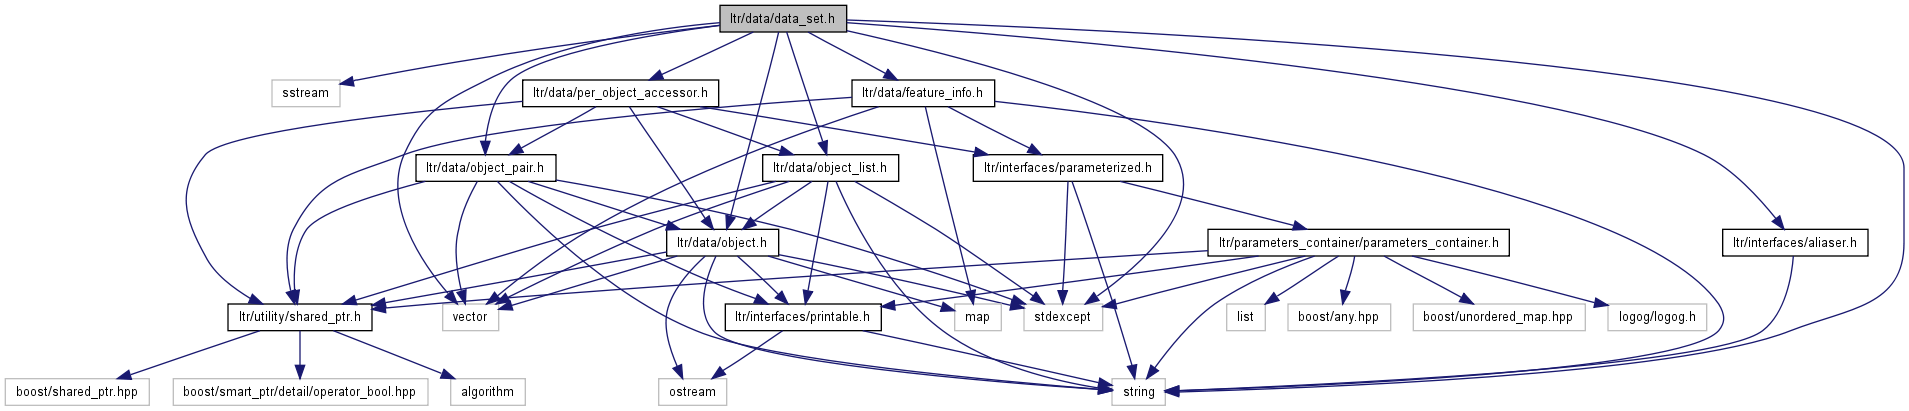 ltr/data/data_set.h
sstream
ltr/data/per_object_accessor.h
ltr/data/feature_info.h
ltr/data/object_pair.h
ltr/data/object_list.h
ltr/interfaces/parameterized.h
ltr/data/object.h
ltr/parameters_container/parameters_container.h
ltr/interfaces/aliaser.h
ltr/utility/shared_ptr.h
vector
ltr/interfaces/printable.h
map
stdexcept
list
boost/any.hpp
boost/unordered_map.hpp
logog/logog.h
boost/shared_ptr.hpp
boost/smart_ptr/detail/operator_bool.hpp
algorithm
ostream
string